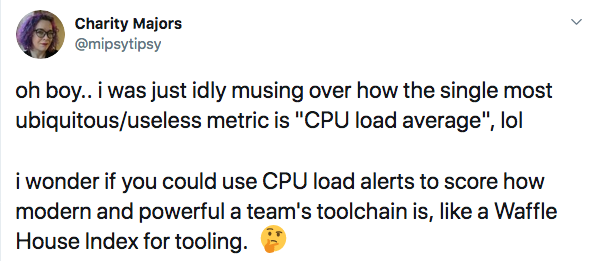 Charity Majors
@mipsytipsy
oh boy.. i was just idly musing over how the single most
ubiquitous/useless metric is "CPU load average", lol
i wonder if you could use CPU load alerts to score how
modern and powerful a team's toolchain is, like a Waffle
House Index for tooling. 🤔